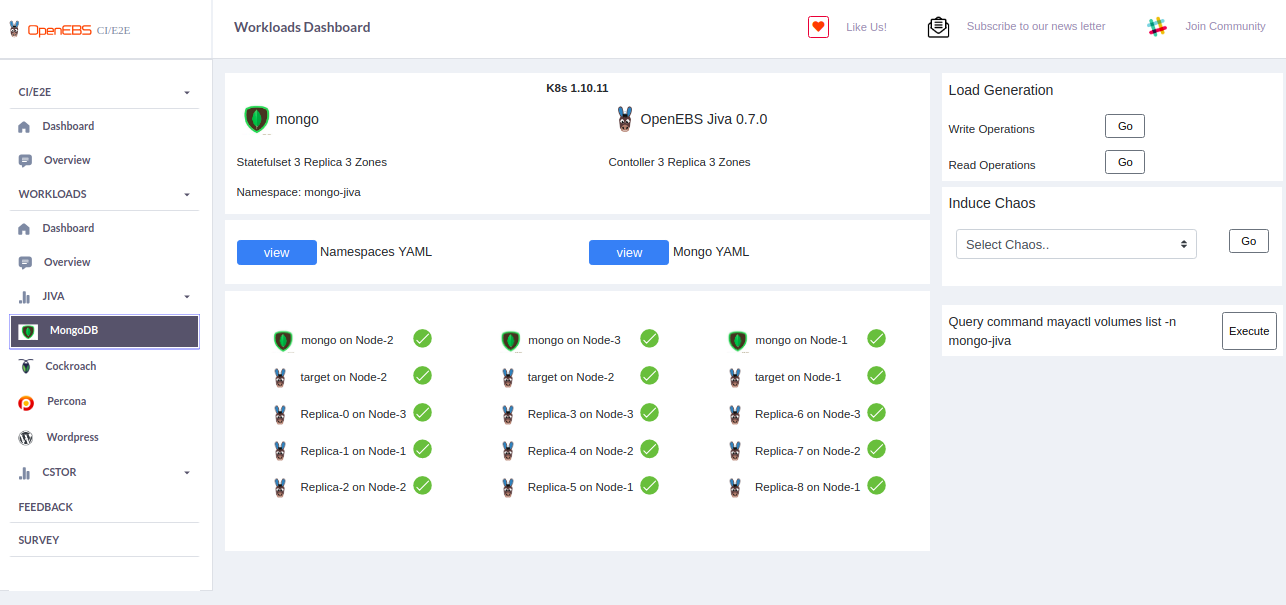 OpenEBS CI/E2E
Workloads Dashboard
Like Us!
Subscribe to our news letter
Join Community
CI/E2E
Dashboard
Overview
WORKLOADS
Dashboard
Overview
JIVA
MongoDB
Cockroach
Percona
Wordpress
CSTOR
FEEDBACK
SURVEY
K8s 1.10.11
mongo
OpenEBS Jiva 0.7.0
Statefulset 3 Replica 3 Zones
Contoller 3 Replica 3 Zones
Namespace: mongo-jiva
view Namespaces YAML
view Mongo YAML
mongo on Node-2
mongo on Node-3
mongo on Node-1
target on Node-2
target on Node-2
target on Node-1
Replica-0 on Node-3
Replica-3 on Node-3
Replica-6 on Node-3
Replica-1 on Node-1
Replica-4 on Node-2
Replica-7 on Node-2
Replica-2 on Node-2
Replica-5 on Node-1
Replica-8 on Node-1
Load Generation
Write Operations Go
Read Operations Go
Induce Chaos
Select Chaos.. Go
Query command mayactl volumes list -n
mongo-jiva
Execute